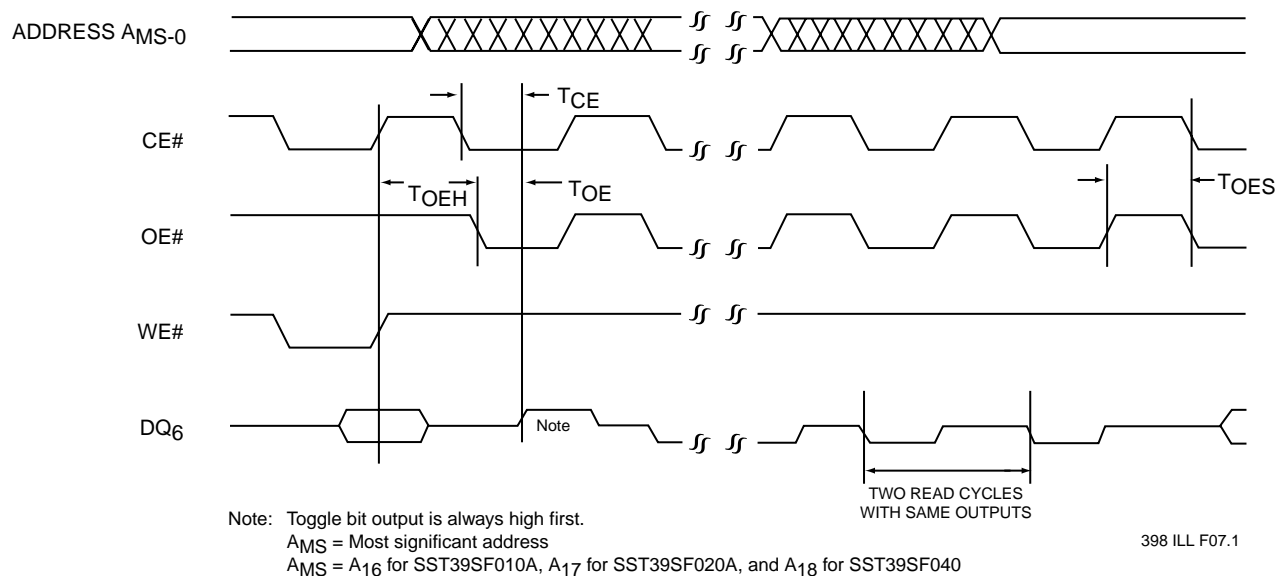 ADDRESS AMS-0
TCE
CE#
TOEH
TOE
TOES
OE#
WE#
DQ6
Note
TWO READ CYCLES
WITH SAME OUTPUTS
Note: Toggle bit output is always high first.
AMS = Most significant address
AMS = A16 for SST39SF010A, A17 for SST39SF020A, and A18 for SST39SF040
398 ILL F07.1